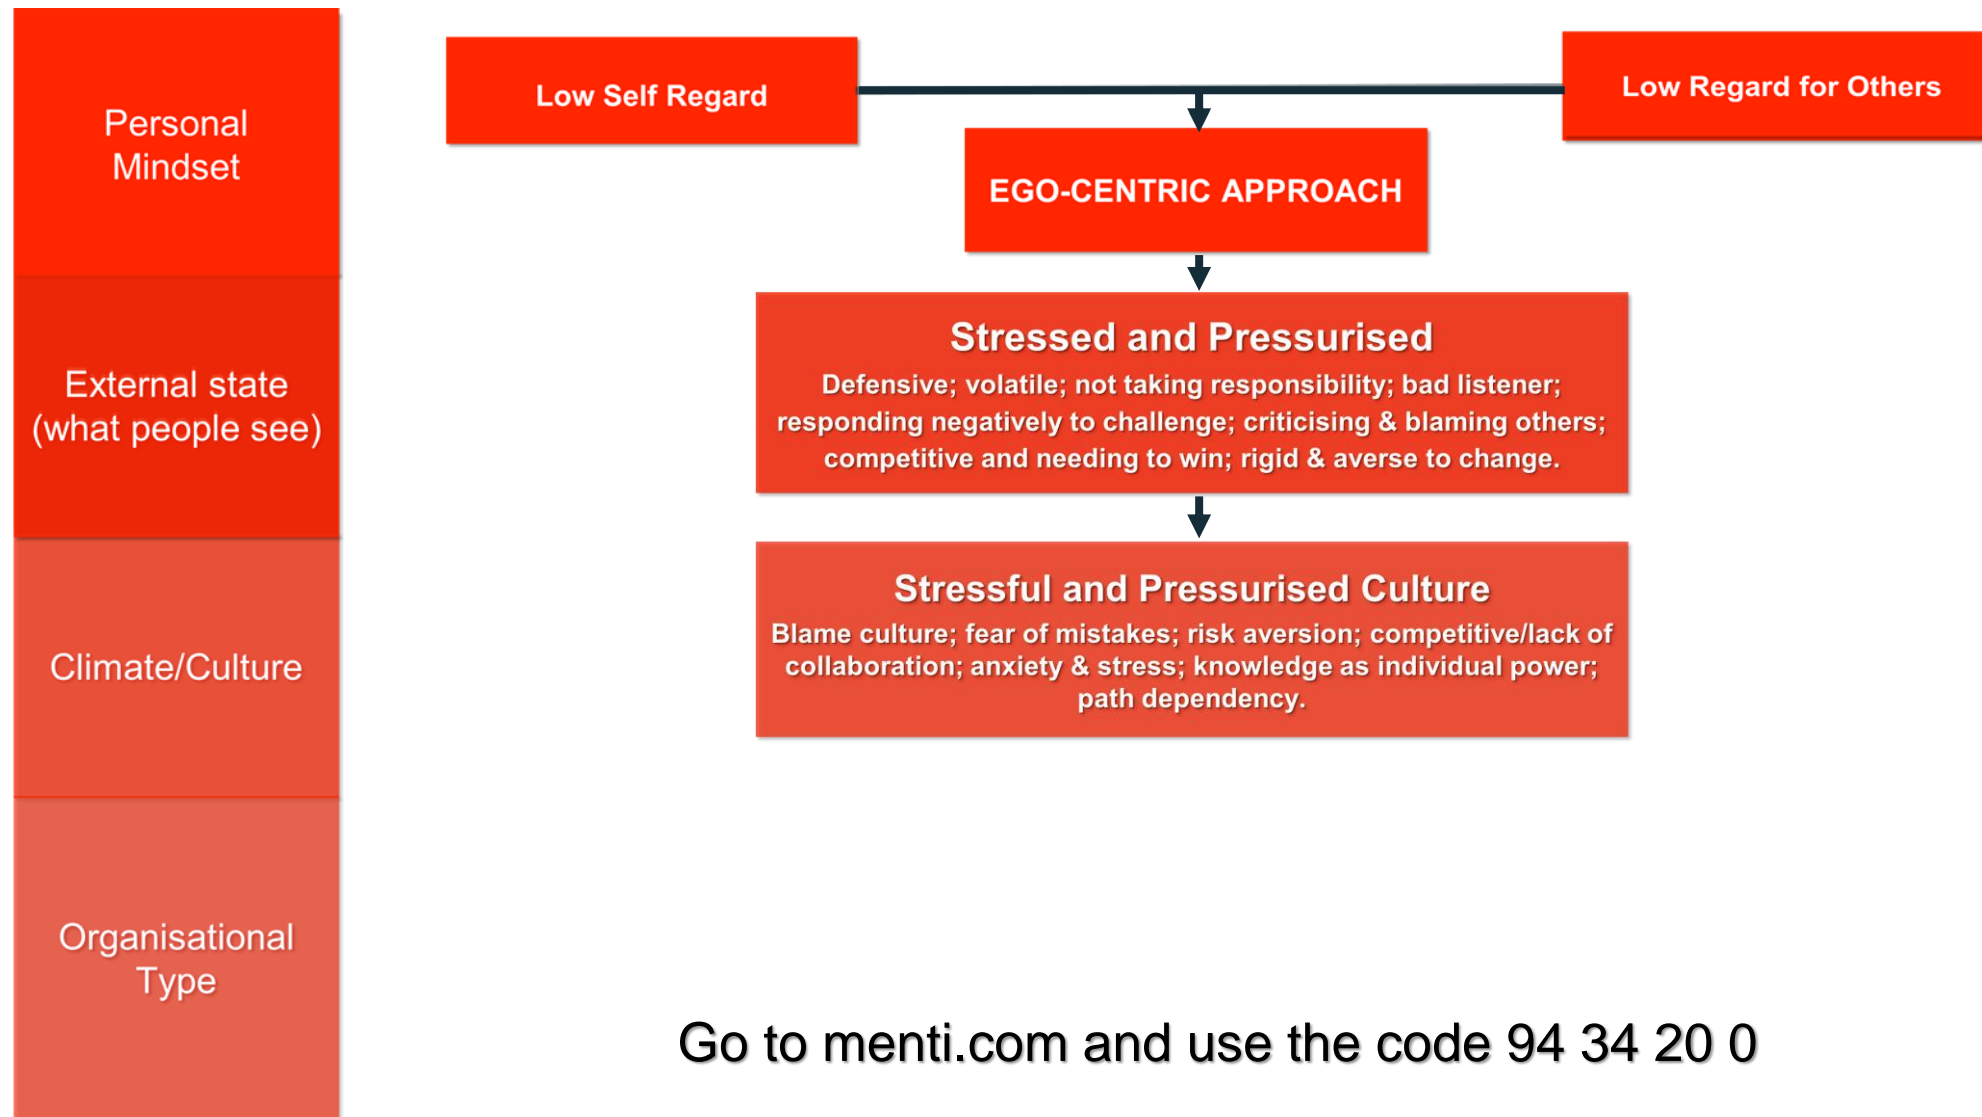 Personal
Mindset
Low Self Regard
Low Regard for Others
EGO-CENTRIC APPROACH
External state
(what people see)
Stressed and Pressurised
Defensive; volatile; not taking responsibility; bad listener;
responding negatively to challenge; criticising & blaming others;
competitive and needing to win; rigid & averse to change.
Climate/Culture
Stressful and Pressurised Culture
Blame culture; fear of mistakes; risk aversion; competitive/lack of
collaboration; anxiety & stress; knowledge as individual power;
path dependency.
Organisational
Type
Go to menti.com and use the code 94 34 20 0